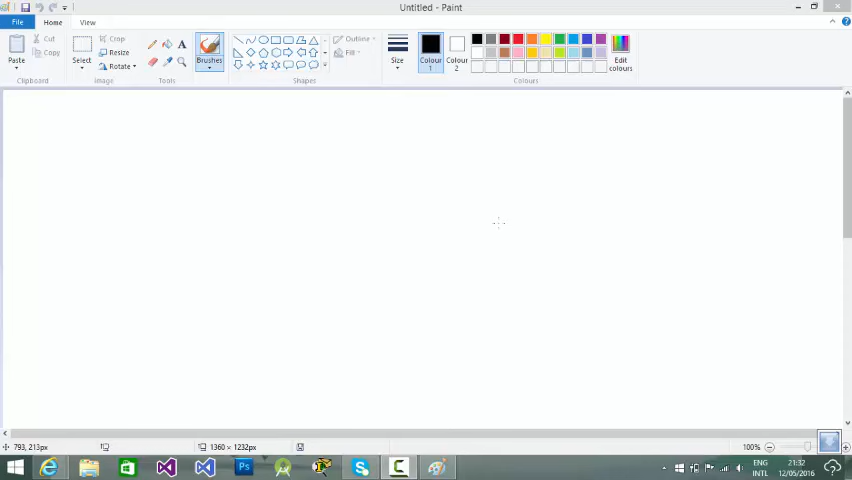 Untitled - Paint
File Home View
Paste Cut Copy
Clipboard
Select Crop Resize Rotate
Image
Tools
Brushes
Outline Fill
Shapes
Size
Colour 1
Colour 2
Edit colours
Colours
793, 213px
1360 × 1232px
100%
Ps
ENG
INTL
21:32
12/05/2016